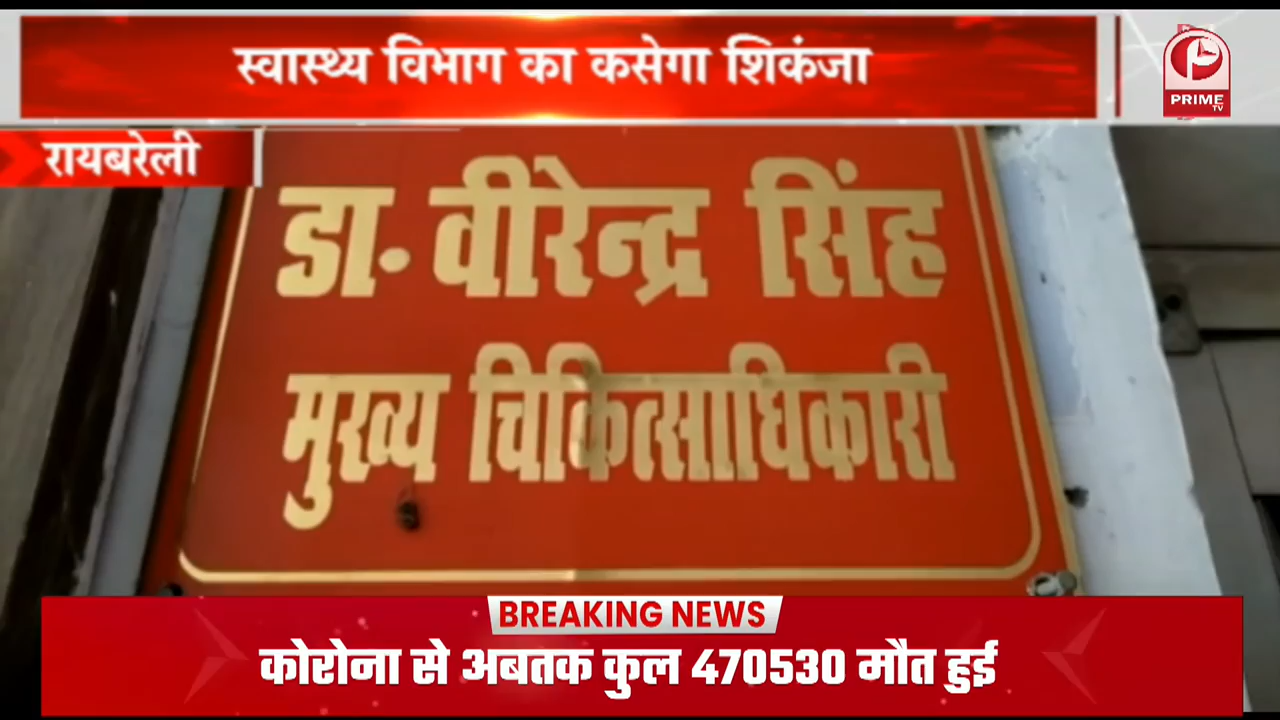 स्वास्थ्य विभाग का कसेगा शिकंजा
PRIME
TV
रायबरेली
डा. वीरेन्द्र सिंह
मुख्य चिकित्साधिकारी
BREAKING NEWS
कोरोना से अबतक कुल 470530 मौत हुई